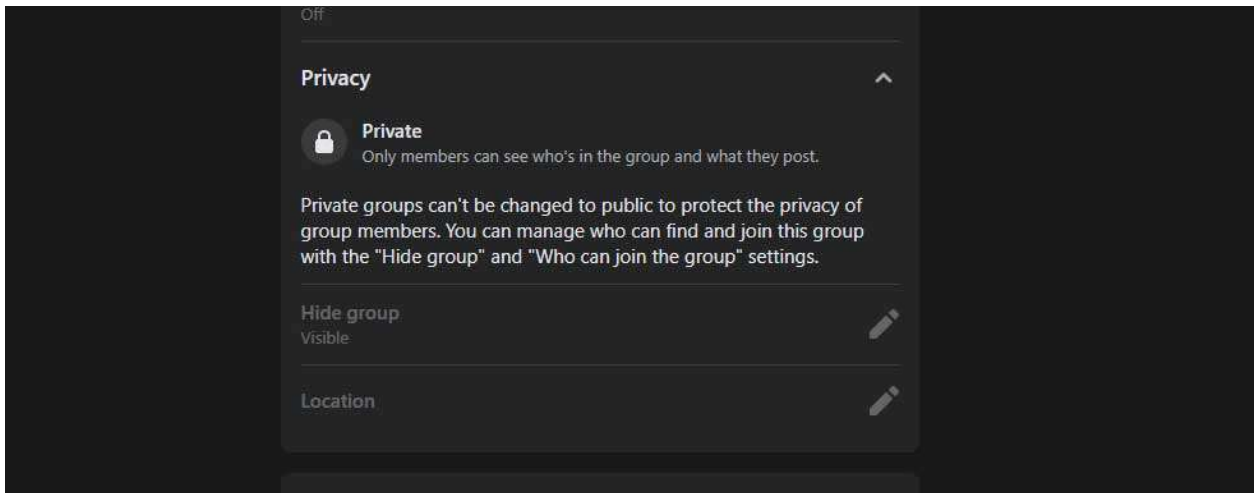 Off
Privacy
Private
Only members can see who's in the group and what they post.
Private groups can't be changed to public to protect the privacy of
group members. You can manage who can find and join this group
with the "Hide group" and "Who can join the group" settings.
Hide group
Visible
Location